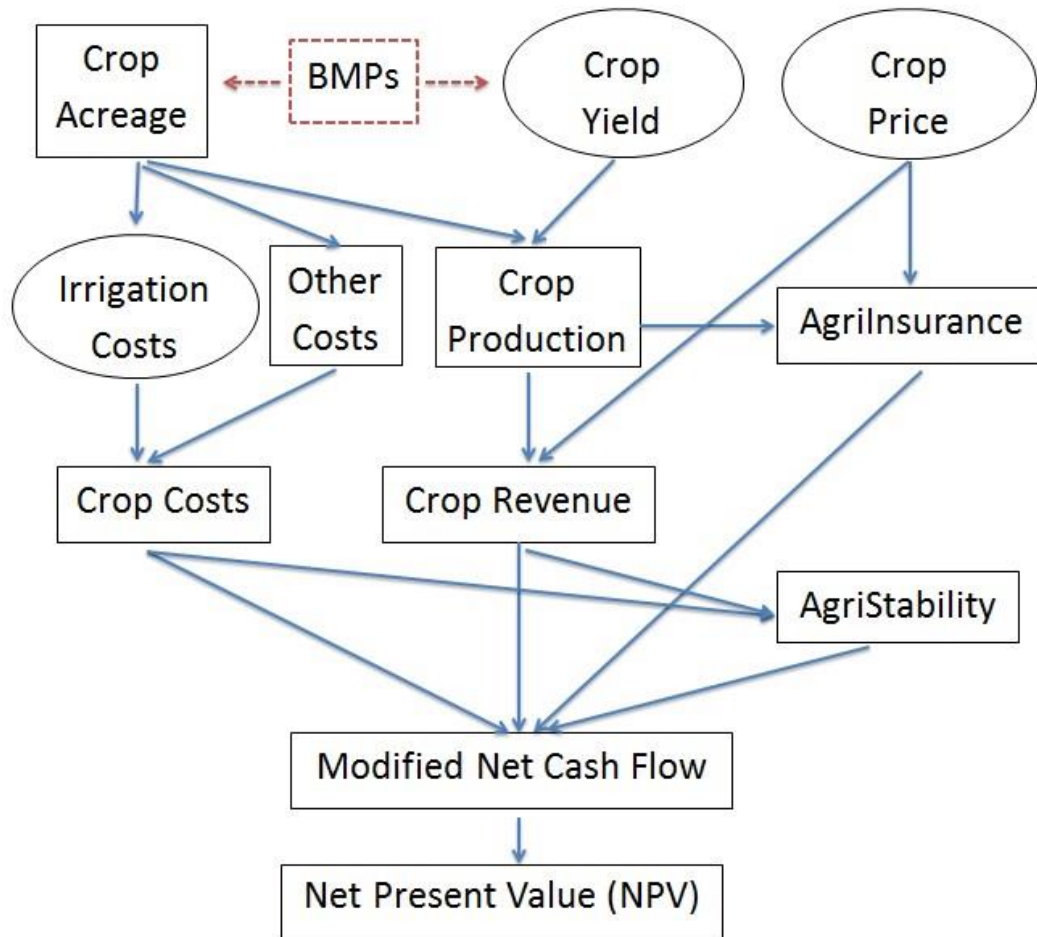 Crop
Acreage
BMPs
Crop
Yield
Crop
Price
Irrigation
Costs
Other
Costs
Crop
Production
AgriInsurance
Crop Costs
Crop Revenue
AgriStability
Modified Net Cash Flow
Net Present Value (NPV)